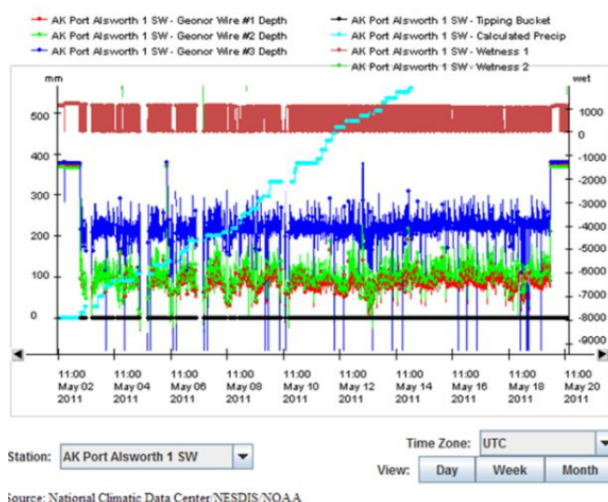 AK Port Alsworth 1 SW - Geonor Wire #1 Depth
AK Port Alsworth 1 SW - Geonor Wire #2 Depth
AK Port Alsworth 1 SW - Geonor Wire #3 Depth
AK Port Alsworth 1 SW - Tipping Bucket
AK Port Alsworth 1 SW - Calculated Precip
AK Port Alsworth 1 SW - Wetness 1
AK Port Alsworth 1 SW - Wetness 2
mm
500
400
300
200
100
0
wet
1000
0
-1000
-2000
-3000
-4000
-5000
-6000
-7000
-8000
-9000
11:00 11:00 11:00 11:00 11:00 11:00 11:00 11:00 11:00 11:00
May 02 May 04 May 06 May 08 May 10 May 12 May 14 May 16 May 18 May 20
2011 2011 2011 2011 2011 2011 2011 2011 2011 2011
Station: AK Port Alsworth 1 SW
Time Zone: UTC
View: Day Week Month
Source: National Climatic Data Center/NESDIS/NOAA